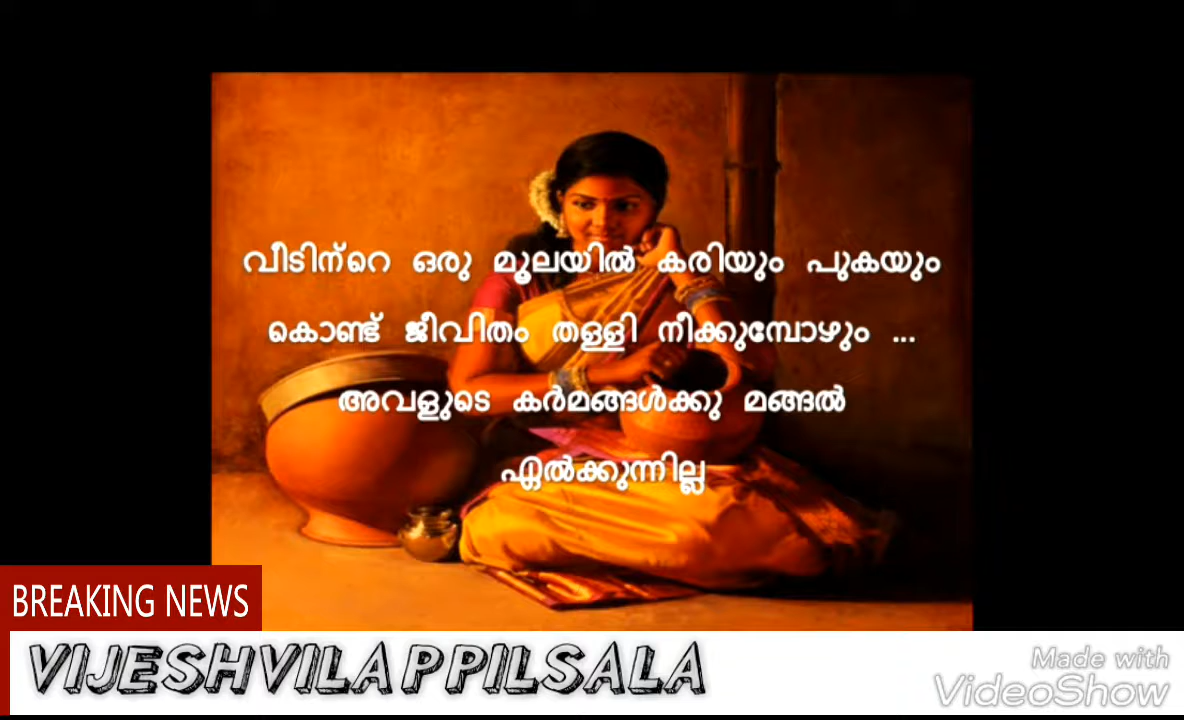 വീടിന്റെ ഒരു മൂലയിൽ കരിയും പുകയും
കൊണ്ട് ജീവിതം തള്ളി നീക്കുമ്പോഴും ...
അവളുടെ കർമങ്ങൾക്കു മങ്ങൽ
ഏൽക്കുന്നില്ല
BREAKING NEWS
VIJESHVILAPPILSALA
Made with
VideoShow